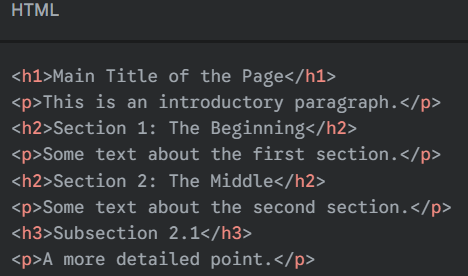 HTML
<h1>Main Title of the Page</h1>
<p>This is an introductory paragraph.</p>
<h2>Section 1: The Beginning</h2>
<p>Some text about the first section.</p>
<h2>Section 2: The Middle</h2>
<p>Some text about the second section.</p>
<h3>Subsection 2.1</h3>
<p>A more detailed point.</p>